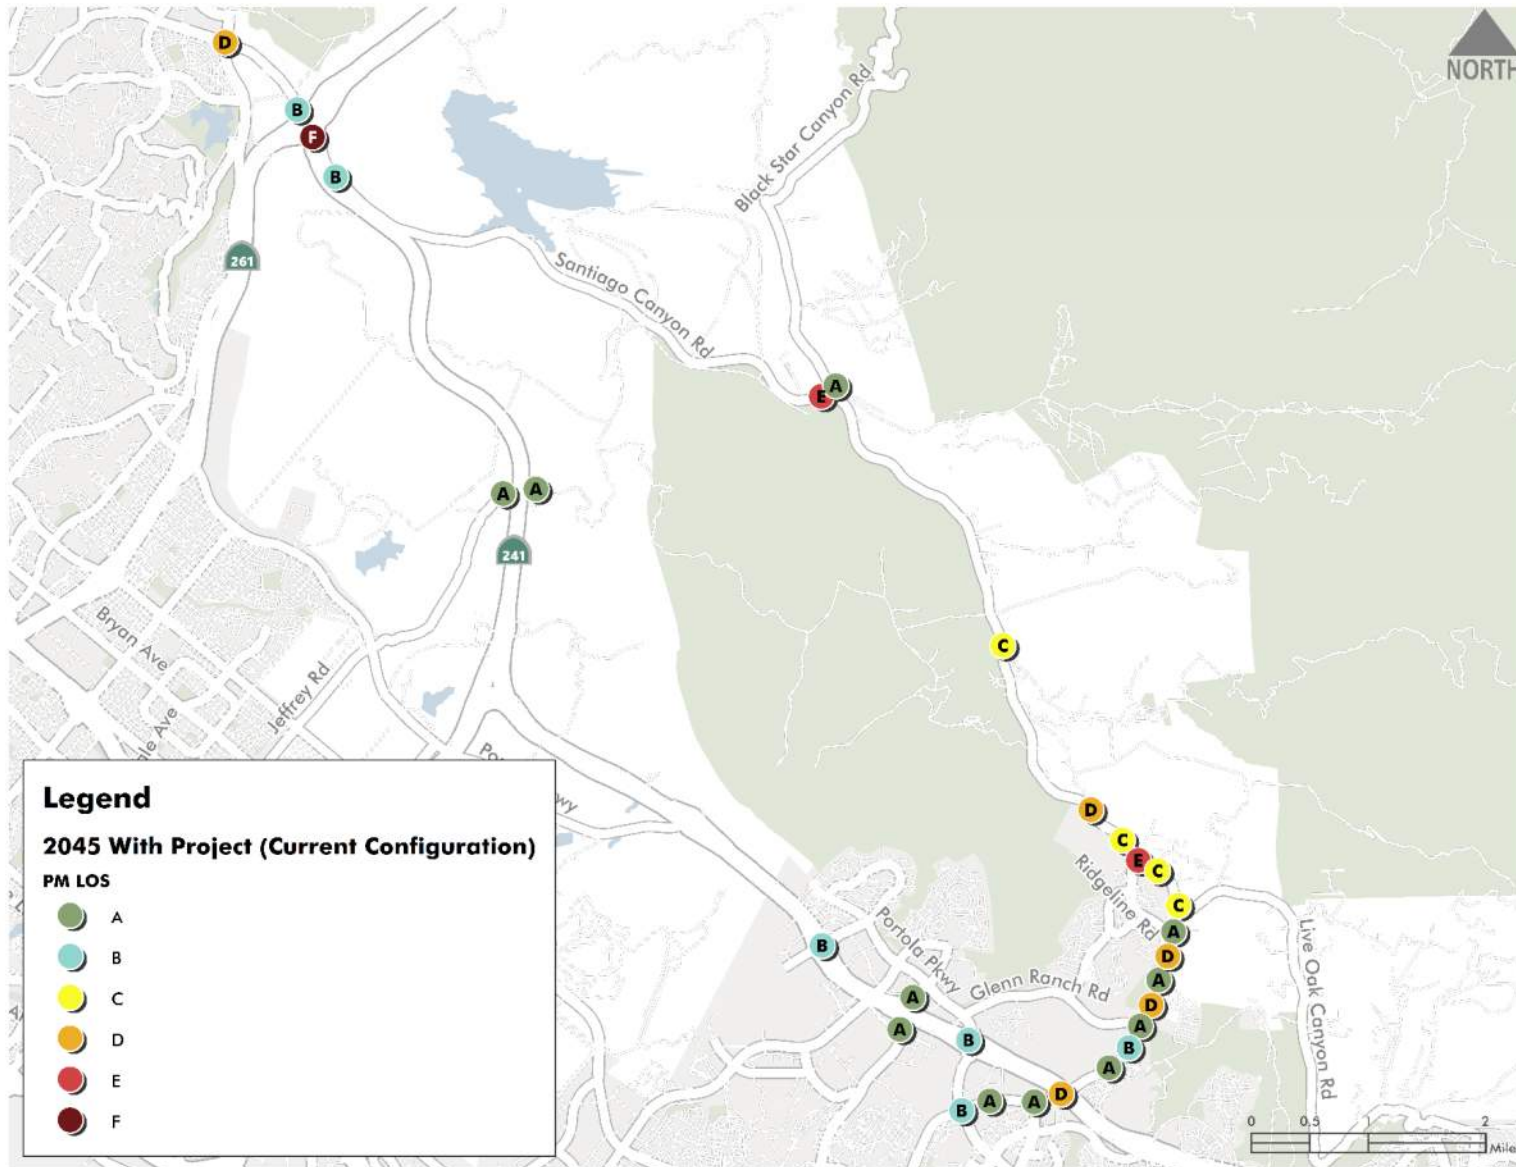 D
NORTH
B
F
B
Black Star Canyon Rd
261
Santiago Canyon Rd
A
E
A
A
241
Bryan Ave
Jeffrey Rd
C
D
C
E
C
C
Ridgeline Rd
A
D
A
D
A
B
A
Live Oak Canyon Rd
B
Portola Pkwy
Glenn Ranch Rd
A
A
B
D
A
A
B
Legend
2045 With Project (Current Configuration)
PM LOS
A
B
C
D
E
F
0 0.5 1 2
Mile